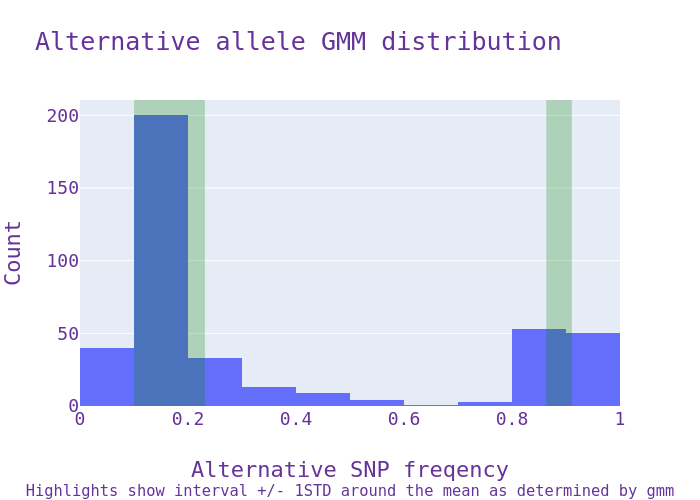 Alternative allele GMM distribution
200
150
100
50
0
Count
0
0.2
0.4
0.6
0.8
1
Alternative SNP freqency
Highlights show interval +/- 1STD around the mean as determined by gmm